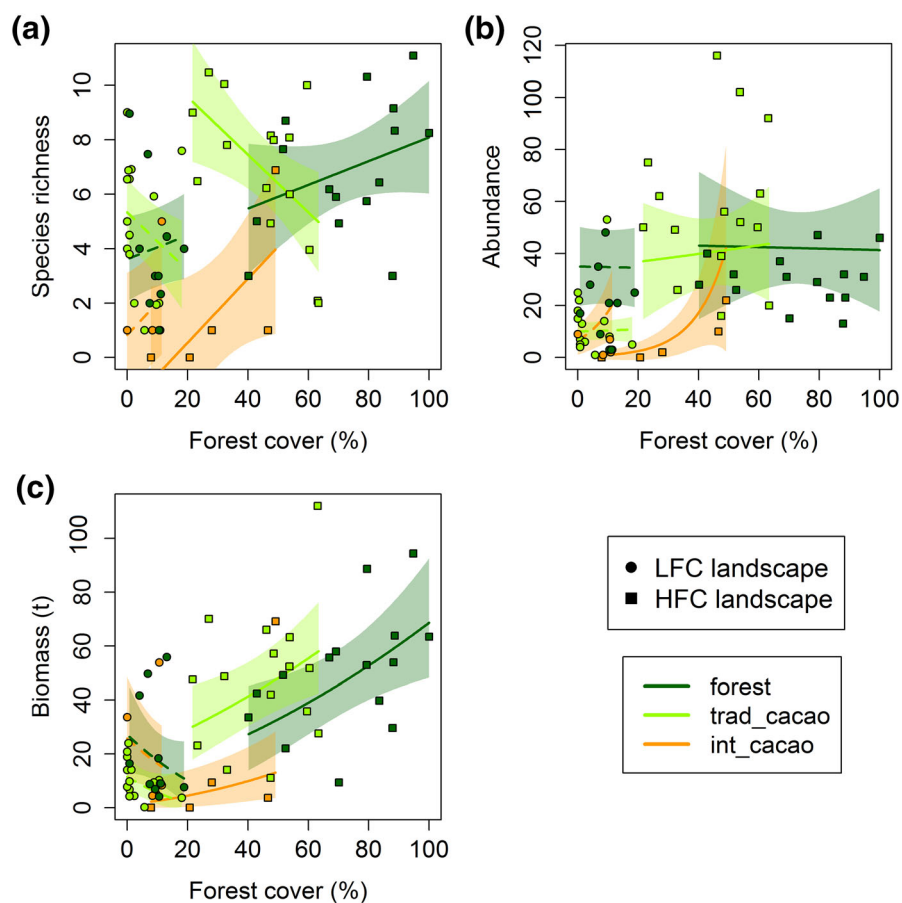 (a)
Species richness
10
8
6
4
2
0
0 20 40 60 80 100
Forest cover (%)
(b)
Abundance
120
100
80
60
40
20
0
0 20 40 60 80 100
Forest cover (%)
(c)
Biomass (t)
100
80
60
40
20
0
0 20 40 60 80 100
Forest cover (%)
LFC landscape
HFC landscape
forest
trad_cacao
int_cacao